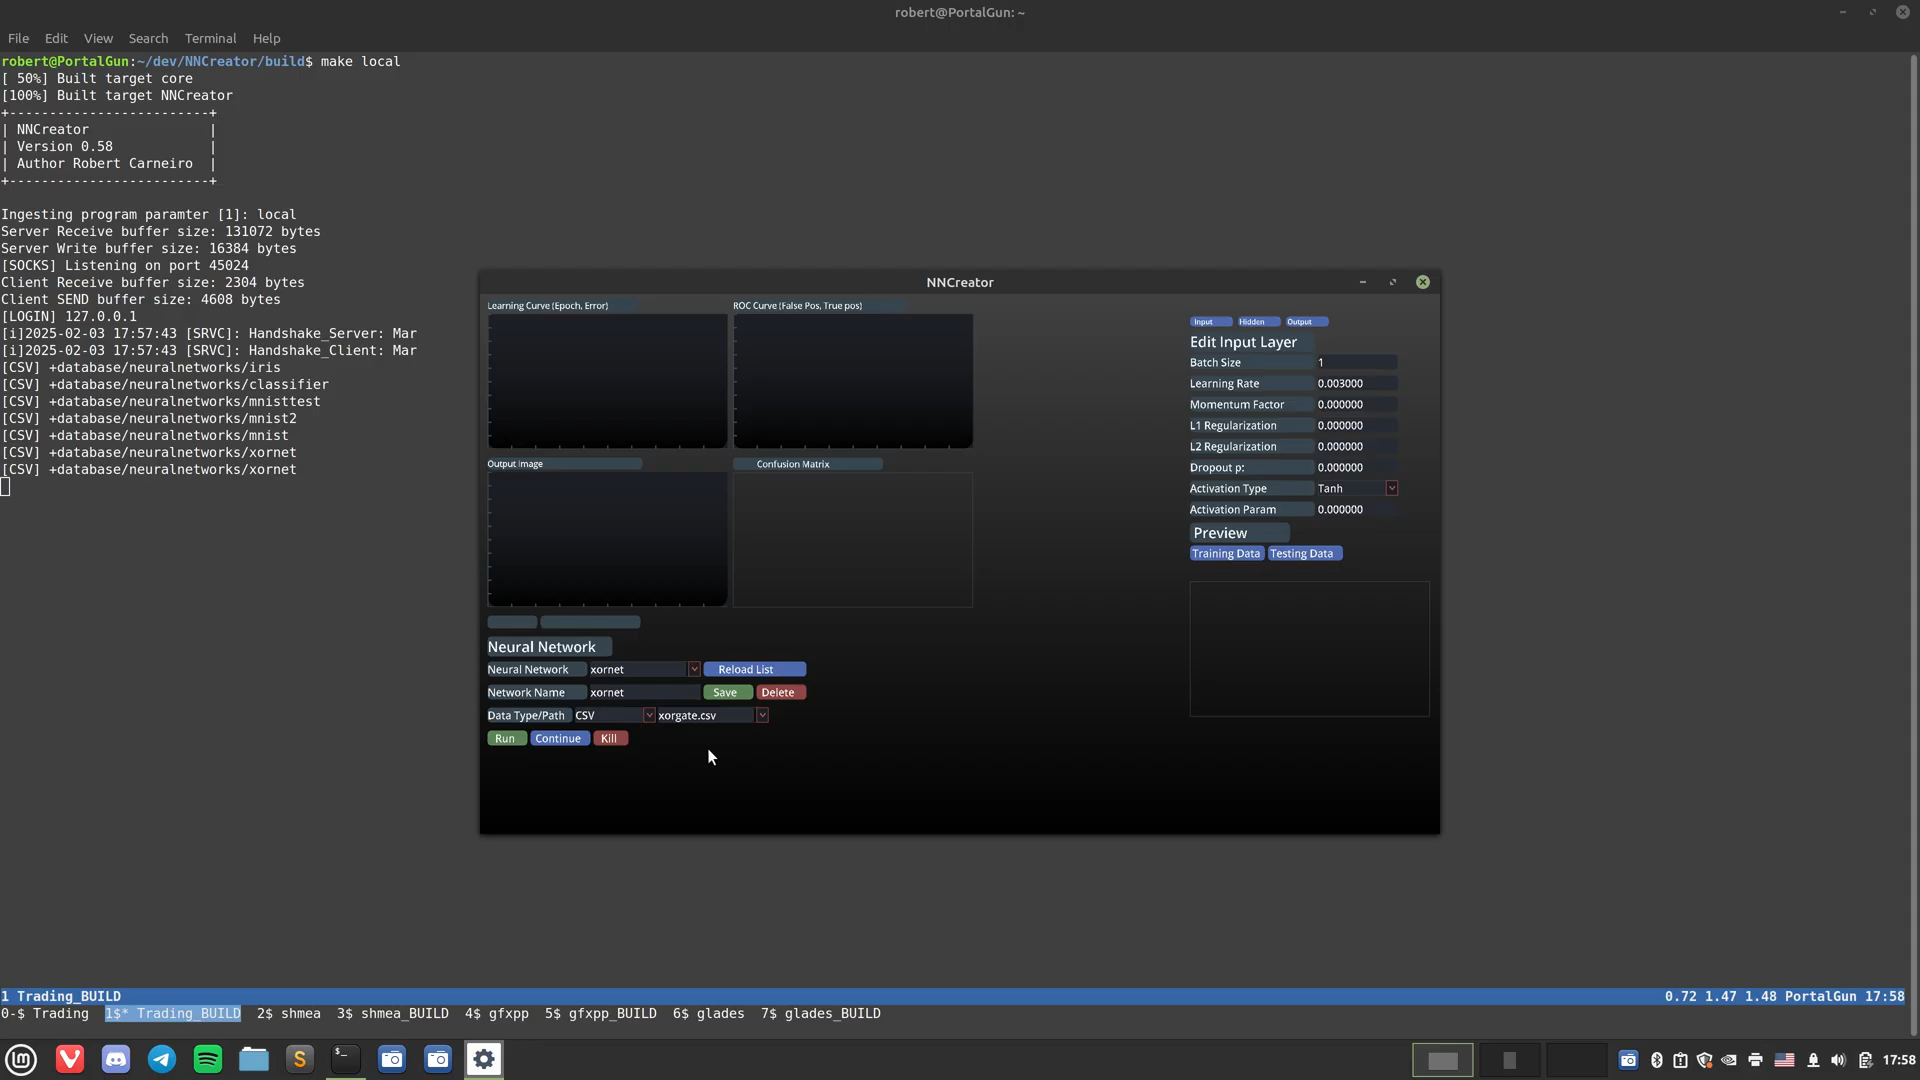 robert@PortalGun: ~
File Edit View Search Terminal Help
robert@PortalGun:~/dev/NNCreator/build$ make local
[ 50%] Built target core
[100%] Built target NNCreator
+-------------------------+
| NNCreator |
| Version 0.58 |
| Author Robert Carneiro |
+-------------------------+
Ingesting program paramter [1]: local
Server Receive buffer size: 131072 bytes
Server Write buffer size: 16384 bytes
[SOCKS] Listening on port 45024
Client Receive buffer size: 2304 bytes
Client SEND buffer size: 4608 bytes
[LOGIN] 127.0.0.1
[i]2025-02-03 17:57:43 [SRVC]: Handshake_Server: Mar
[i]2025-02-03 17:57:43 [SRVC]: Handshake_Client: Mar
[CSV] +database/neuralnetworks/iris
[CSV] +database/neuralnetworks/classifier
[CSV] +database/neuralnetworks/mnisttest
[CSV] +database/neuralnetworks/mnist2
[CSV] +database/neuralnetworks/mnist
[CSV] +database/neuralnetworks/xornet
[CSV] +database/neuralnetworks/xornet
NNCreator
Learning Curve (Epoch, Error)
ROC Curve (False Pos, True pos)
Output Image
Confusion Matrix
Neural Network
Neural Network xornet Reload List
Network Name xornet Save Delete
Data Type/Path CSV xorgate.csv
Run Continue Kill
Input Hidden Output
Edit Input Layer
Batch Size 1
Learning Rate 0.003000
Momentum Factor 0.000000
L1 Regularization 0.000000
L2 Regularization 0.000000
Dropout p: 0.000000
Activation Type Tanh
Activation Param 0.000000
Preview
Training Data Testing Data
1 Trading_BUILD 0.72 1.47 1.48 PortalGun 17:58
0-$ Trading 1$* Trading_BUILD 2$ shmea 3$ shmea_BUILD 4$ gfxpp 5$ gfxpp_BUILD 6$ glades 7$ glades_BUILD
17:58